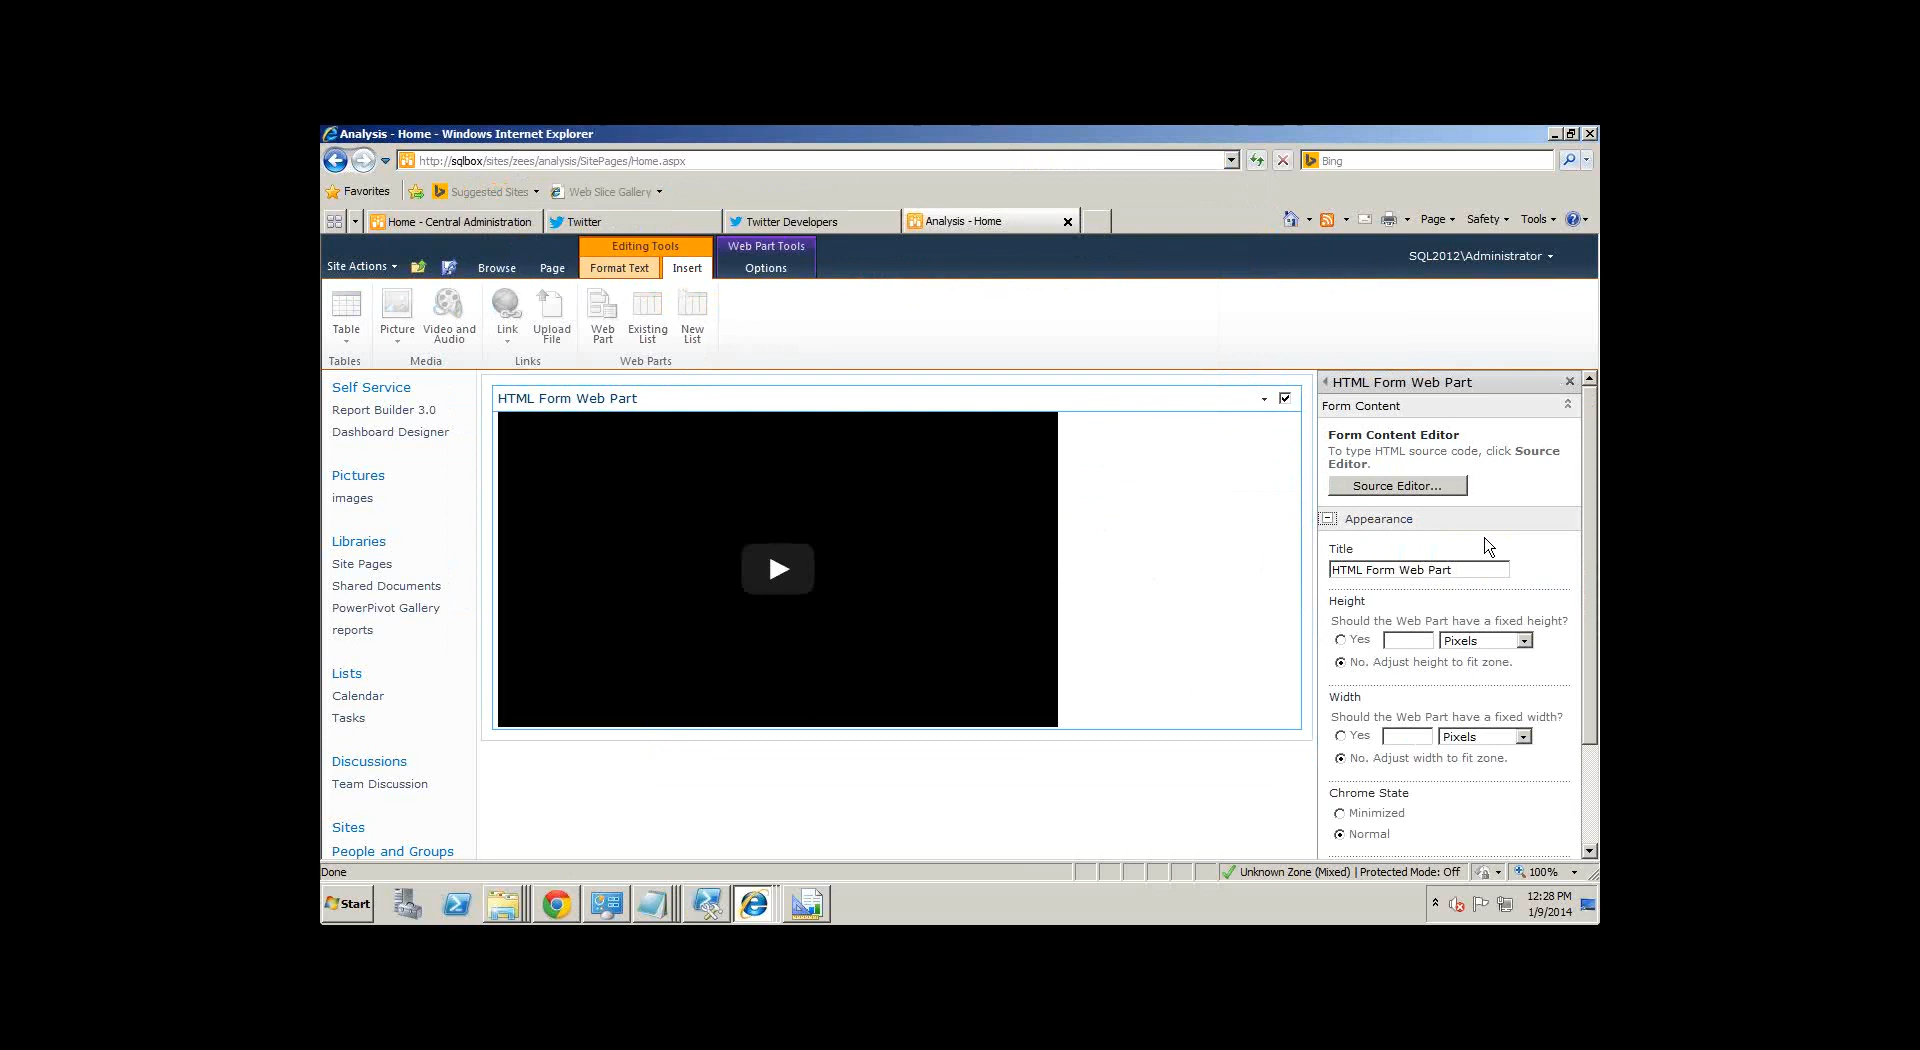 Analysis - Home - Windows Internet Explorer
http://sqlbox/sites/zees/analysis/SitePages/Home.aspx
Bing
Favorites
Suggested Sites
Web Slice Gallery
Home - Central Administration
Twitter
Twitter Developers
Analysis - Home
Page
Safety
Tools
Editing Tools
Web Part Tools
Site Actions
Browse
Page
Format Text
Insert
Options
SQL2012\Administrator
Table
Picture
Video and
Audio
Link
Upload
File
Web
Part
Existing
List
New
List
Tables
Media
Links
Web Parts
Self Service
Report Builder 3.0
Dashboard Designer
Pictures
images
Libraries
Site Pages
Shared Documents
PowerPivot Gallery
reports
Lists
Calendar
Tasks
Discussions
Team Discussion
Sites
People and Groups
HTML Form Web Part
HTML Form Web Part
Form Content
Form Content Editor
To type HTML source code, click Source
Editor.
Source Editor...
Appearance
Title
HTML Form Web Part
Height
Should the Web Part have a fixed height?
Yes
Pixels
No. Adjust height to fit zone.
Width
Should the Web Part have a fixed width?
Yes
Pixels
No. Adjust width to fit zone.
Chrome State
Minimized
Normal
Done
Unknown Zone (Mixed) | Protected Mode: Off
100%
Start
12:28 PM
1/9/2014